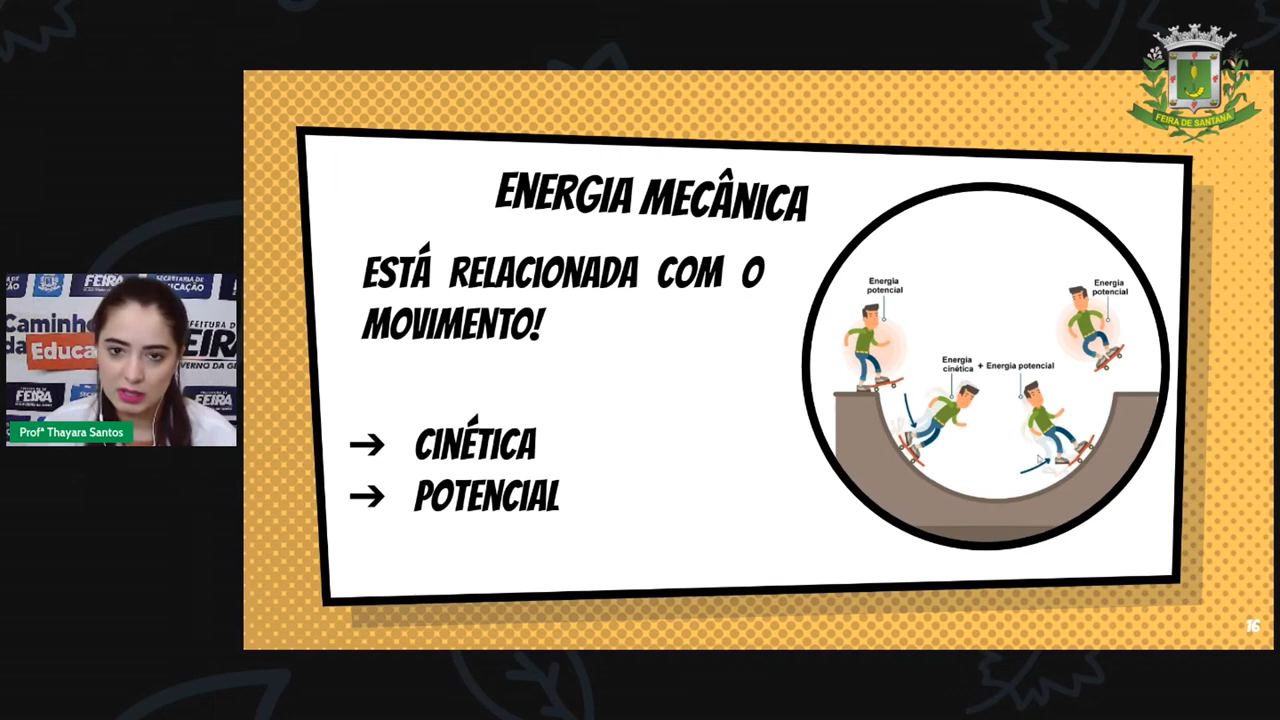 FEIRA DE SANTANA
ENERGIA MECÂNICA
ESTÁ RELACIONADA COM O
MOVIMENTO!
→ CINÉTICA
→ POTENCIAL
Energia
potencial
Energia
potencial
Energia
cinética + Energia potencial
FEIRA
SECRETARIA DE
Caminho
da
Educa
FEIRA
FEIRA
Profª Thayara Santos
16